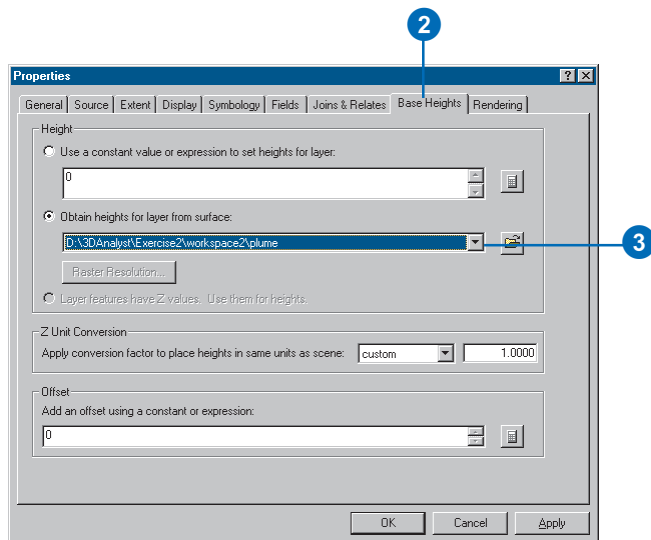 2
Properties
? X
General Source Extent Display Symbology Fields Joins & Relates Base Heights Rendering
Height
Use a constant value or expression to set heights for layer:
0
Obtain heights for layer from surface:
D:\3DAnalyst\Exercise2\workspace2\plume
3
Raster Resolution...
Layer features have Z values. Use them for heights.
Z Unit Conversion
Apply conversion factor to place heights in same units as scene: custom 1.0000
Offset
Add an offset using a constant or expression:
0
OK Cancel Apply